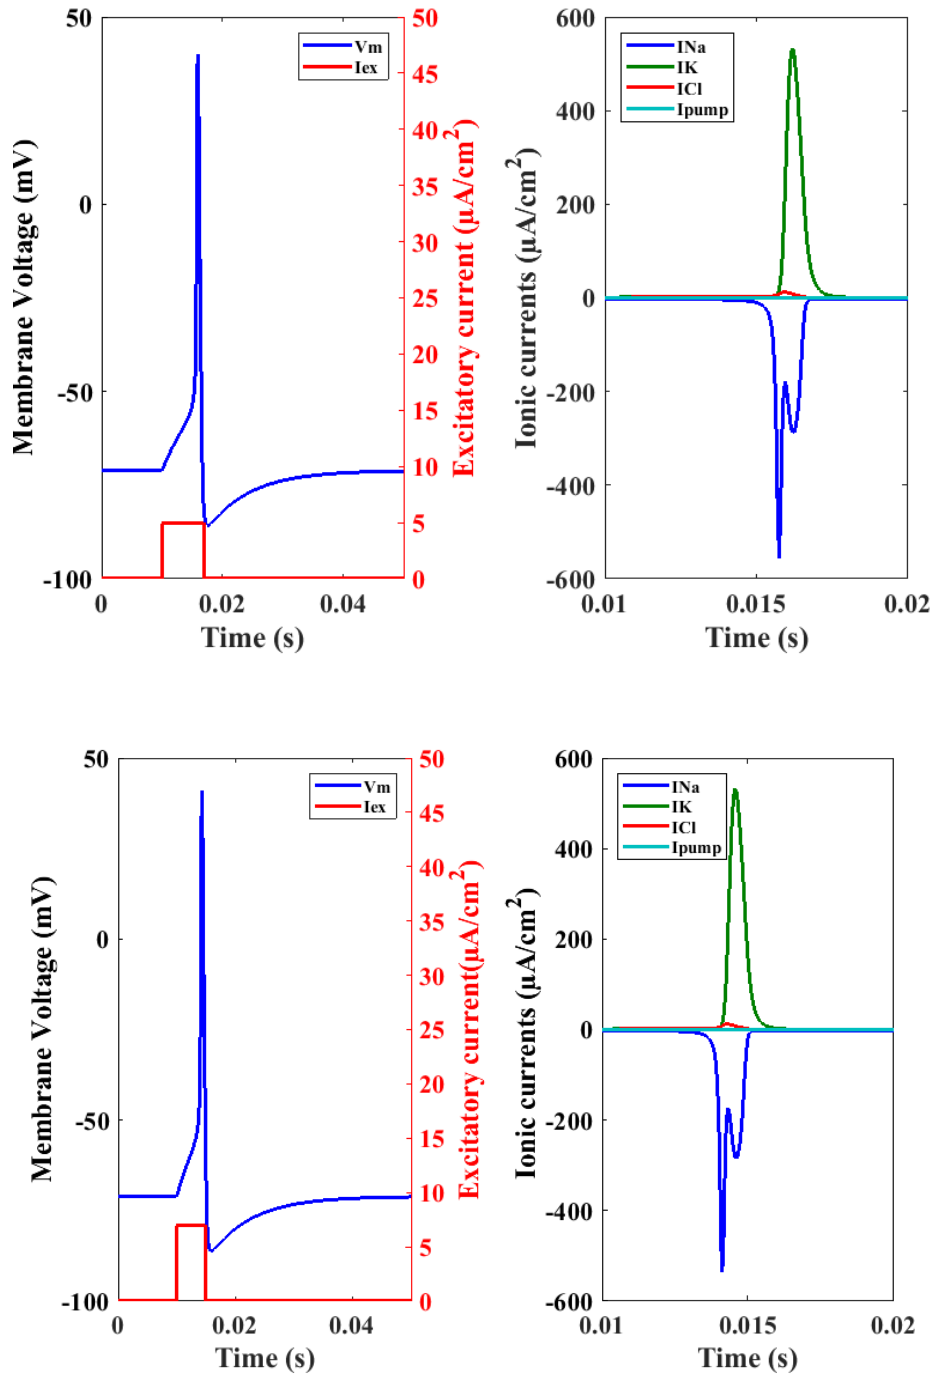 50
0
-50
-100
Membrane Voltage (mV)
Vm
Iex
50
45
40
35
30
25
20
15
10
5
0
Excitatory current (µA/cm²)
0
0.02
0.04
Time (s)
600
400
200
0
-200
-400
-600
Ionic currents (µA/cm²)
INa
IK
ICl
Ipump
0.01
0.015
0.02
Time (s)
50
0
-50
-100
Membrane Voltage (mV)
Vm
Iex
50
45
40
35
30
25
20
15
10
5
0
Excitatory current(µA/cm²)
0
0.02
0.04
Time (s)
600
400
200
0
-200
-400
-600
Ionic currents (µA/cm²)
INa
IK
ICl
Ipump
0.01
0.015
0.02
Time (s)